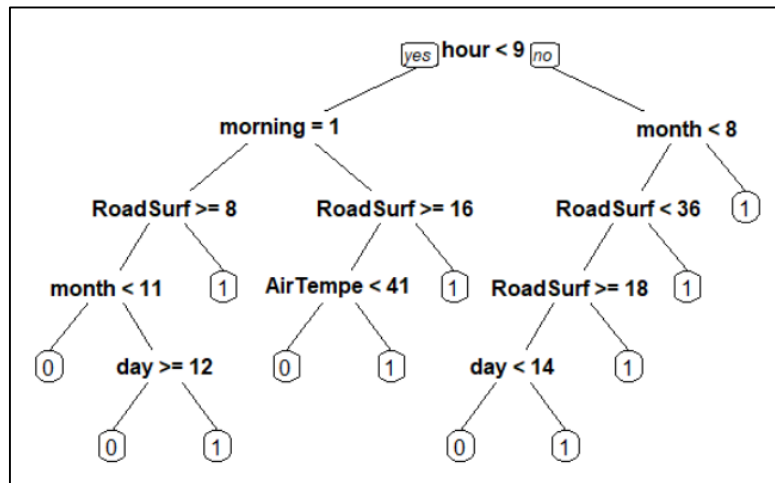 yes hour < 9 no
morning = 1 month < 8
RoadSurf >= 8 RoadSurf >= 16 RoadSurf < 36 1
month < 11 1 AirTempe < 41 1 RoadSurf >= 18 1
0 day >= 12 0 1 day < 14 1
0 1 0 1